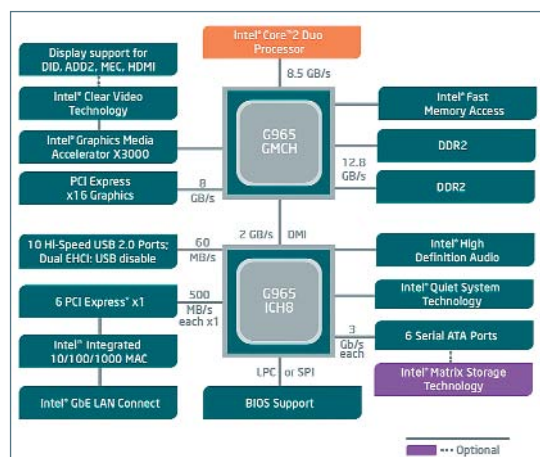 Intel® Core™2 Duo
Processor
8.5 GB/s
Display support for
DID, ADD2, MEC, HDMI
Intel® Clear Video
Technology
Intel® Graphics Media
Accelerator X3000
PCI Express
x16 Graphics
8
GB/s
G965
GMCH
Intel® Fast
Memory Access
DDR2
12.8
GB/s
DDR2
2 GB/s DMI
10 Hi-Speed USB 2.0 Ports;
Dual EHCI: USB disable
60
MB/s
6 PCI Express® x1
500
MB/s
each x1
Intel® Integrated
10/100/1000 MAC
Intel® GbE LAN Connect
G965
ICH8
Intel® High
Definition Audio
Intel® Quiet System
Technology
3
Gb/s
each
6 Serial ATA Ports
Intel® Matrix Storage
Technology
LPC or SPI
BIOS Support
Optional